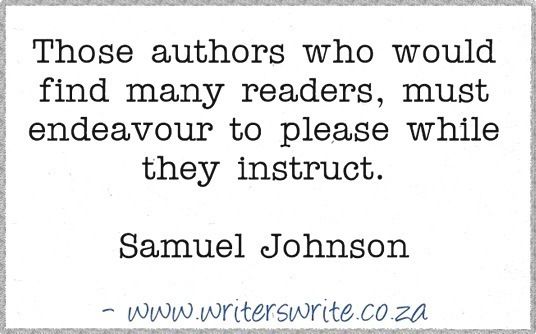 Those authors who would
find many readers, must
endeavour to please while
they instruct.
Samuel Johnson
- www.writerswrite.co.za